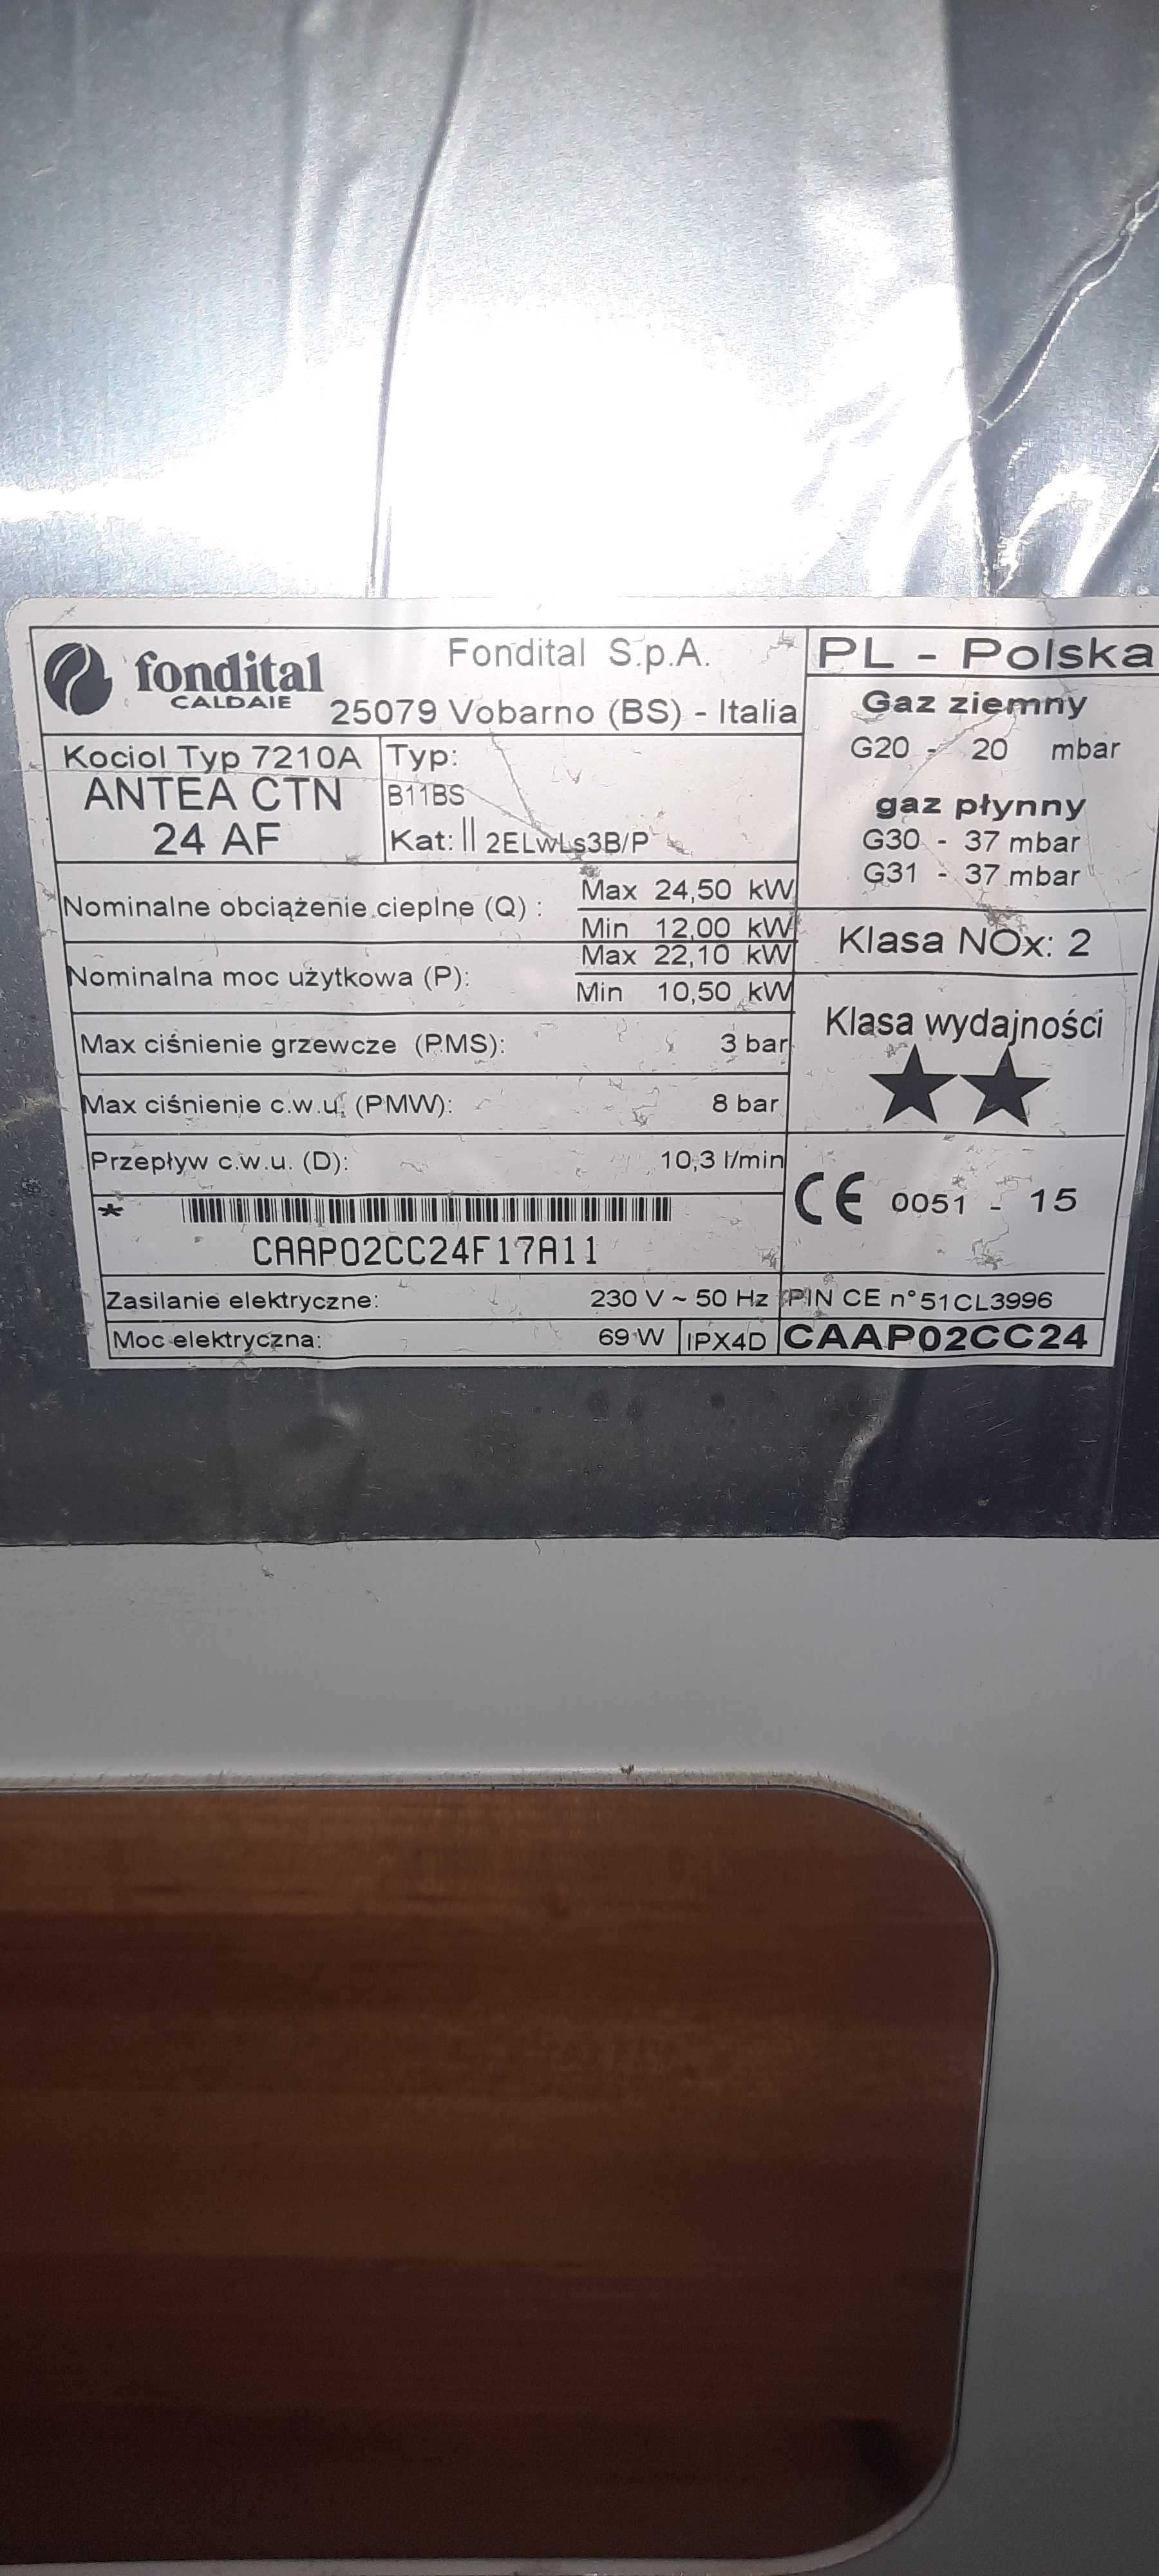 fondital
CALDAIE
Fondital S.p.A.
25079 Vobarno (BS) - Italia
PL - Polska
Kocioł Typ 7210A
ANTEA CTN
24 AF
Typ:
B11BS
Kat: II 2ELwLs3B/P
Gaz ziemny
G20 - 20 mbar
gaz płynny
G30 - 37 mbar
G31 - 37 mbar
Nominalne obciążenie cieplne (Q) :
Max 24,50 kW
Min 12,00 kW
Nominalna moc użytkowa (P):
Max 22,10 kW
Min 10,50 kW
Klasa NOx: 2
Klasa wydajności
★★
Max ciśnienie grzewcze (PMS): 3 bar
Max ciśnienie c.w.u. (PMW): 8 bar
Przepływ c.w.u. (D): 10,3 l/min
*
CAAP02CC24F17A11
CE 0051 - 15
Zasilanie elektryczne: 230 V ~ 50 Hz
PIN CE n° 51CL3996
Moc elektryczna: 69 W IPX4D
CAAP02CC24